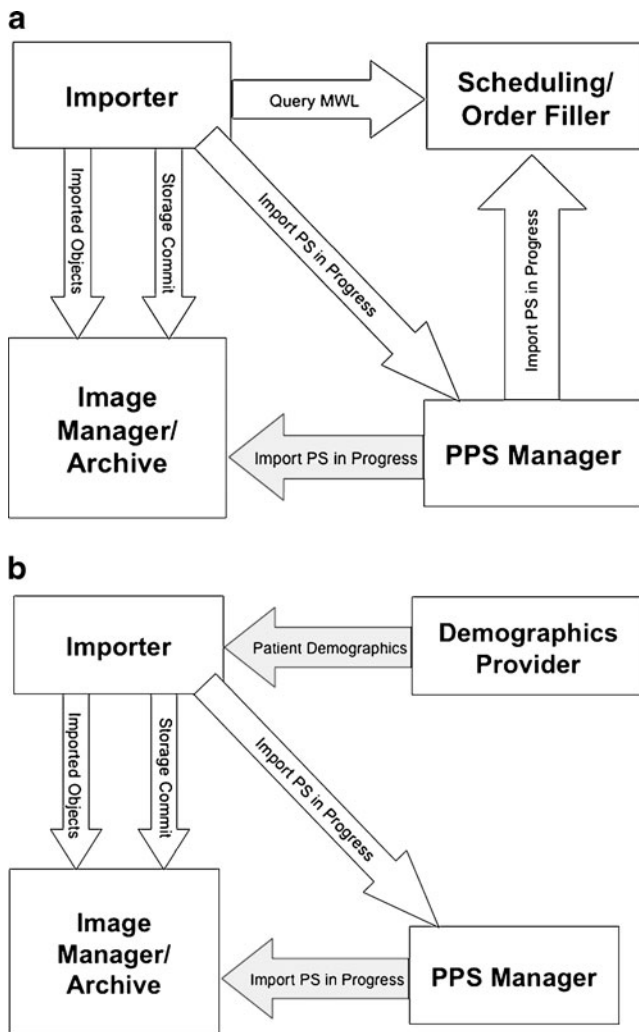 a
Importer
Query MWL
Scheduling/
Order Filler
Imported Objects
Storage Commit
Import PS in Progress
Import PS in Progress
Image
Manager/
Archive
Import PS in Progress
PPS Manager
b
Importer
Patient Demographics
Demographics
Provider
Imported Objects
Storage Commit
Import PS in Progress
Image
Manager/
Archive
Import PS in Progress
PPS Manager